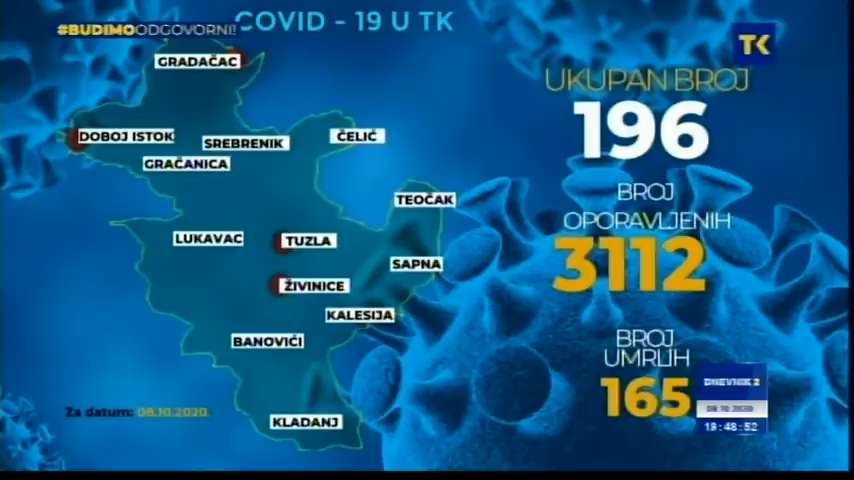 #BUDIMOODGOVORNI!
COVID - 19 U TK
TK
GRADAČAC
UKUPAN BROJ
196
DOBOJ ISTOK
SREBRENIK
ČELIĆ
GRAČANICA
BROJ
OPORAVLJENIH
3112
TEOČAK
LUKAVAC
TUZLA
SAPNA
ŽIVINICE
KALESIJA
BANOVIĆI
BROJ
UMRLIH
165
Za datum: 08.10.2020.
KLADANJ
DNEVNIK 2
08 10 2020
19:48:52